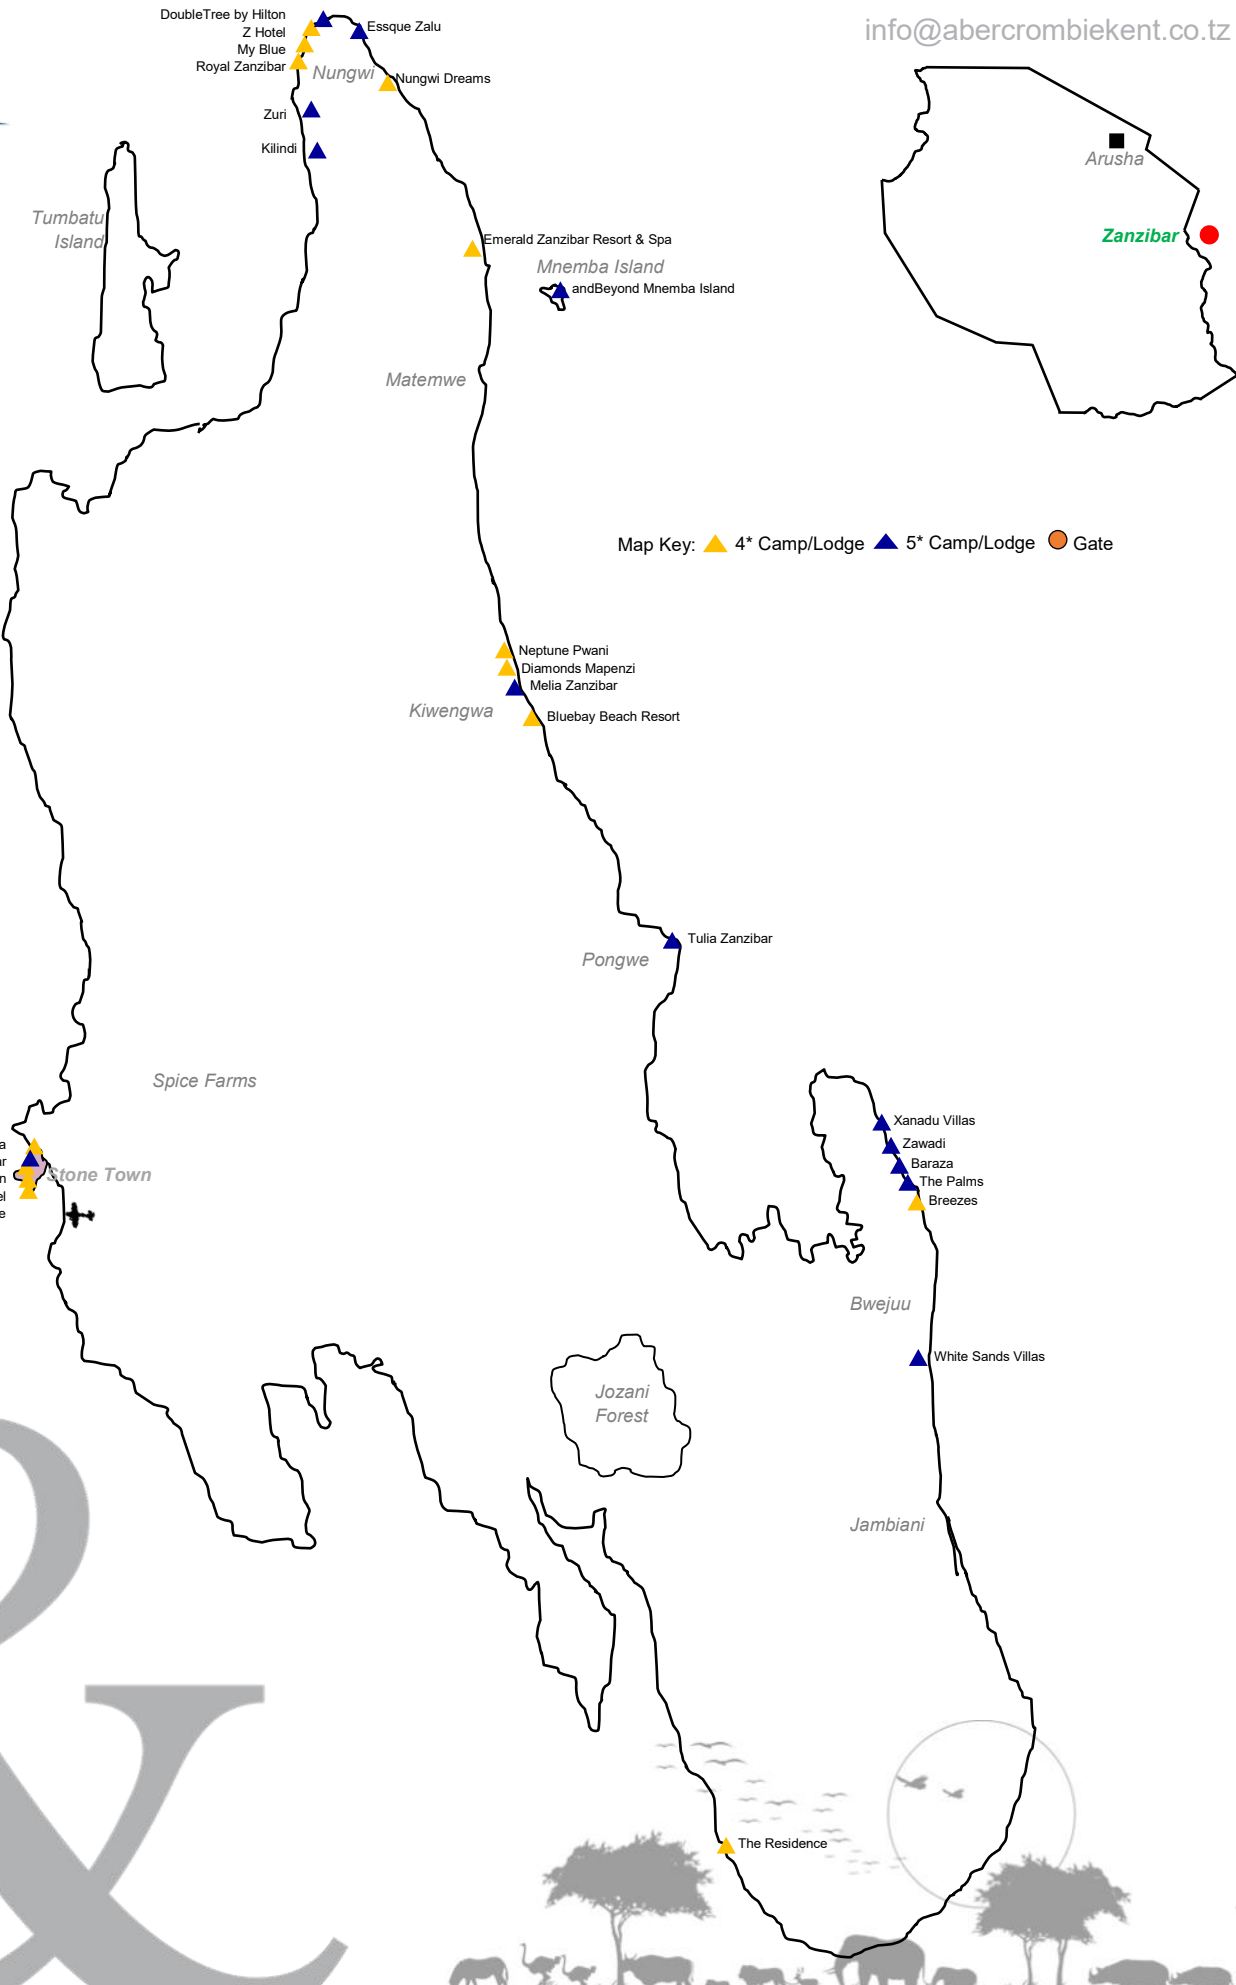 info@abercrombiekent.co.tz
DoubleTree by Hilton
Z Hotel
My Blue
Royal Zanzibar
Essque Zalu
Nungwi
Nungwi Dreams
Zuri
Kilindi
Arusha
Zanzibar
Tumbatu
Island
Emerald Zanzibar Resort & Spa
Mnemba Island
andBeyond Mnemba Island
Matemwe
Map Key: 4* Camp/Lodge 5* Camp/Lodge Gate
Neptune Pwani
Diamonds Mapenzi
Melia Zanzibar
Kiwengwa
Bluebay Beach Resort
Tulia Zanzibar
Pongwe
Spice Farms
Xanadu Villas
Zawadi
Baraza
The Palms
Breezes
a
ar
n
el
e
Stone Town
Bwejuu
White Sands Villas
Jozani
Forest
Jambiani
The Residence
&